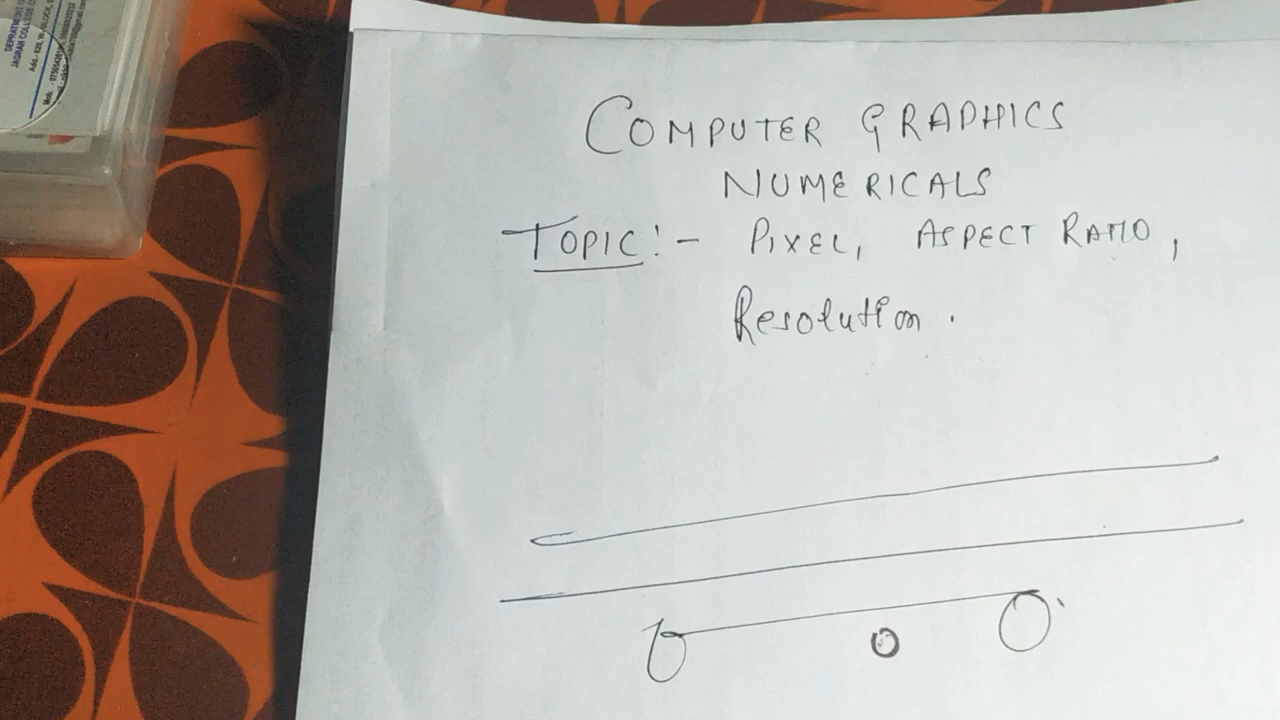 COMPUTER GRAPHICS
NUMERICALS
TOPIC:- PIXEL, ASPECT RATIO,
Resolution.